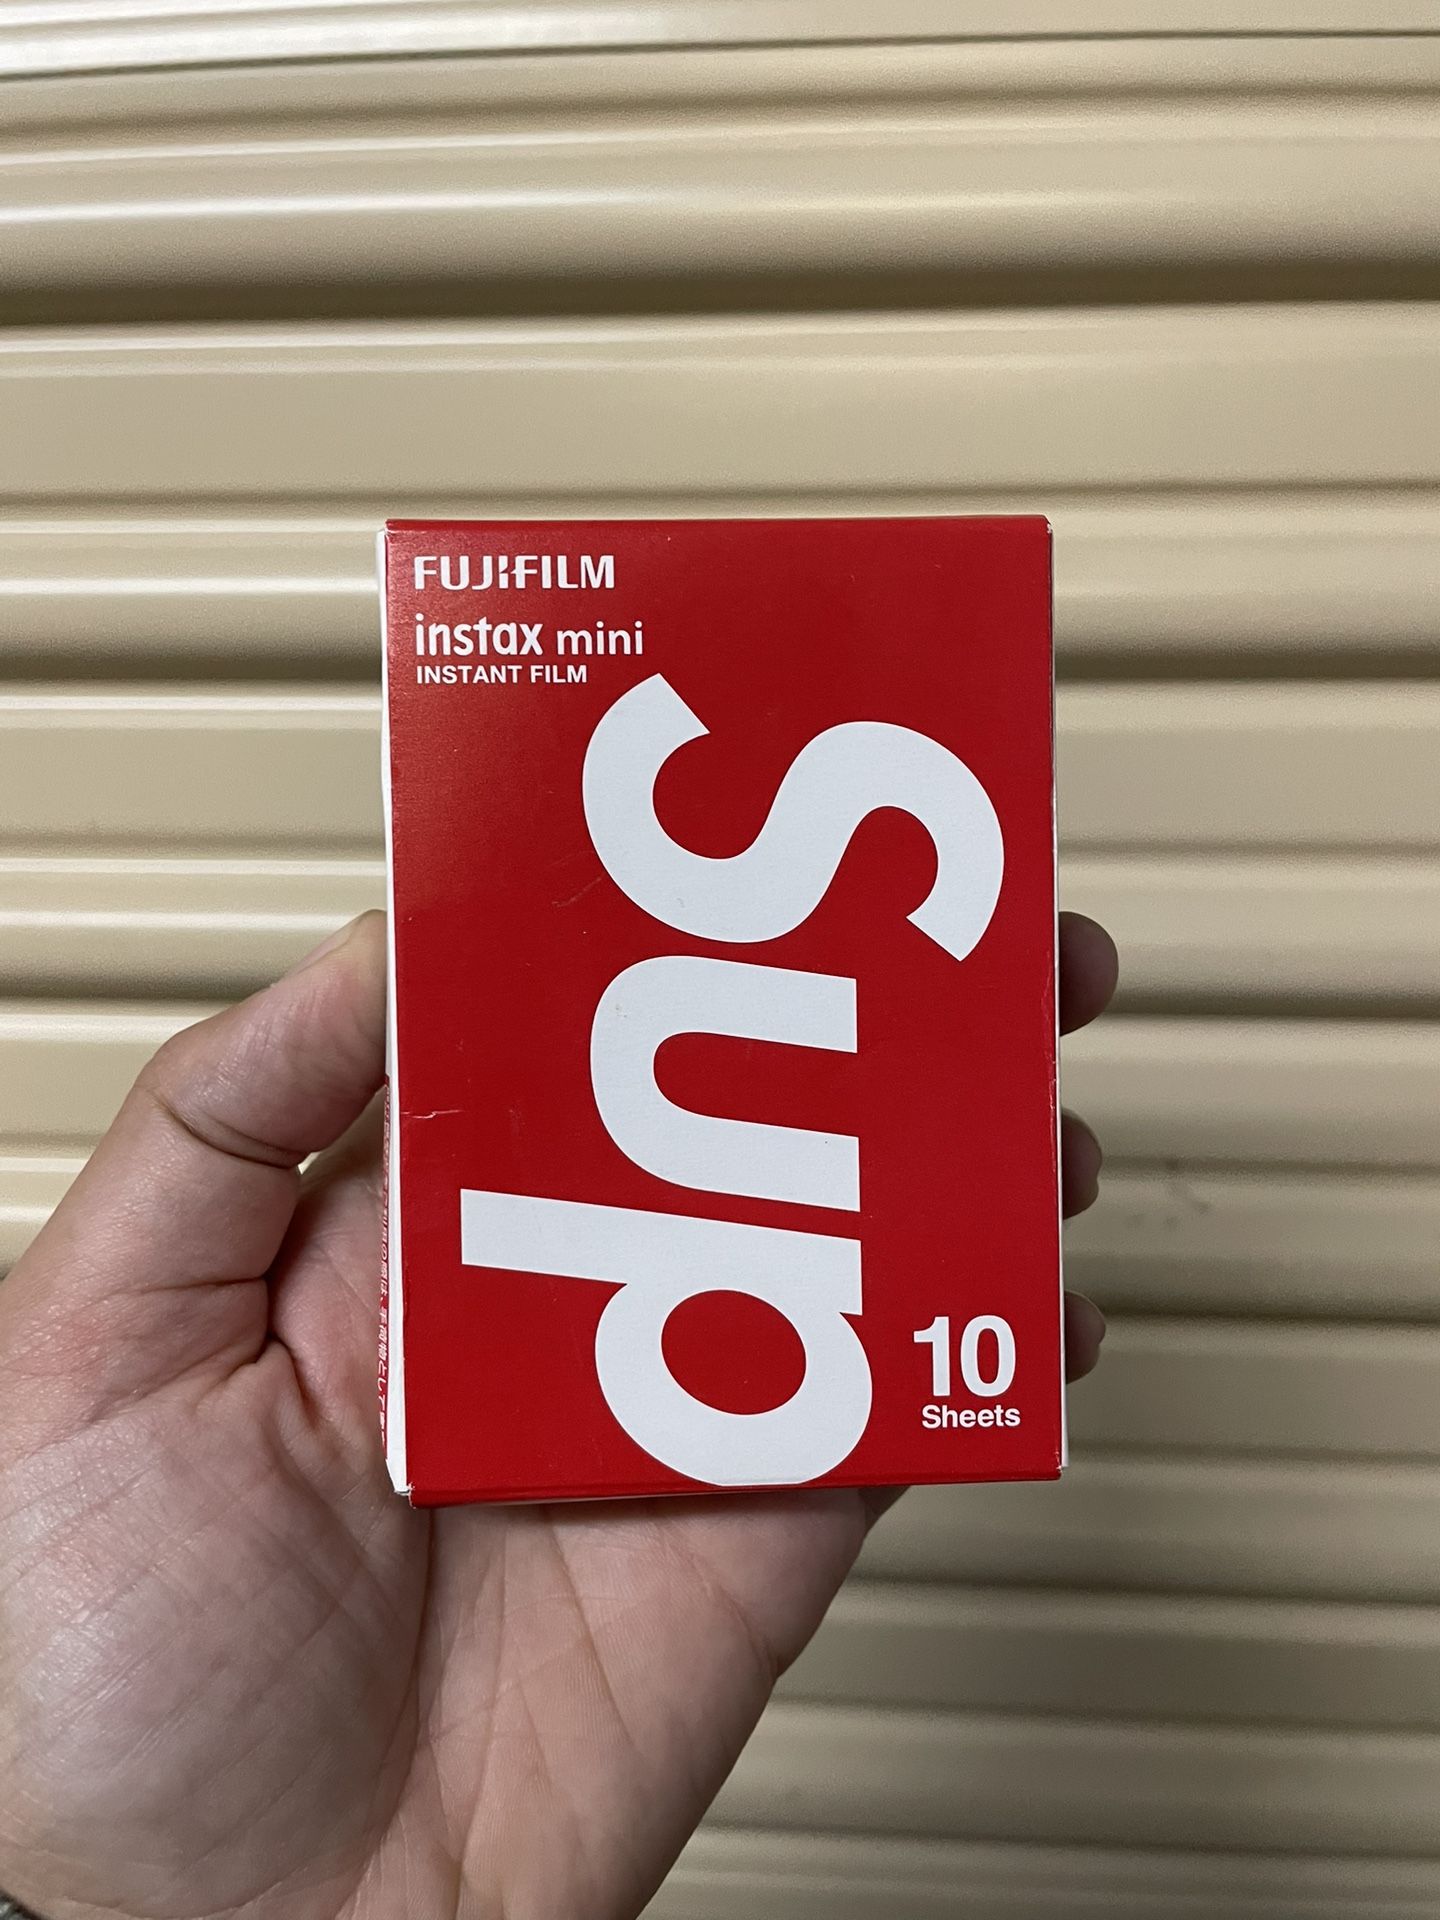 FUJIFILM
instax mini
INSTANT FILM
Sup
10
Sheets